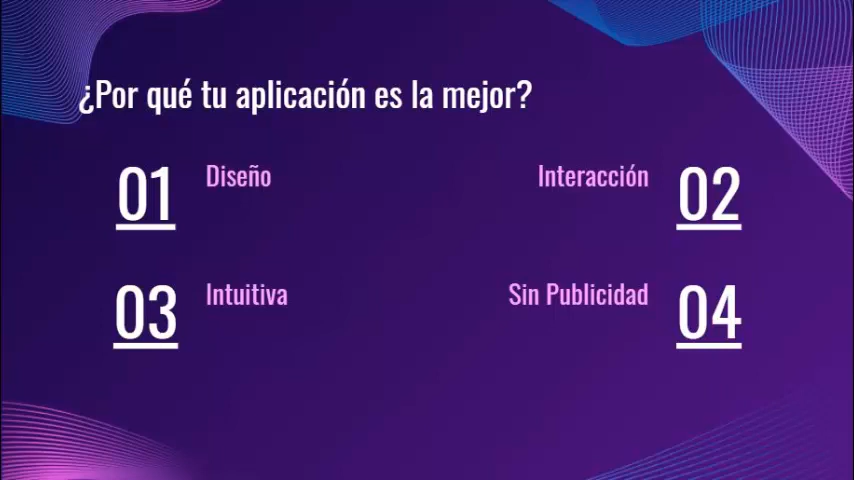 ¿Por qué tu aplicación es la mejor?
01 Diseño
Interacción 02
03 Intuitiva
Sin Publicidad 04